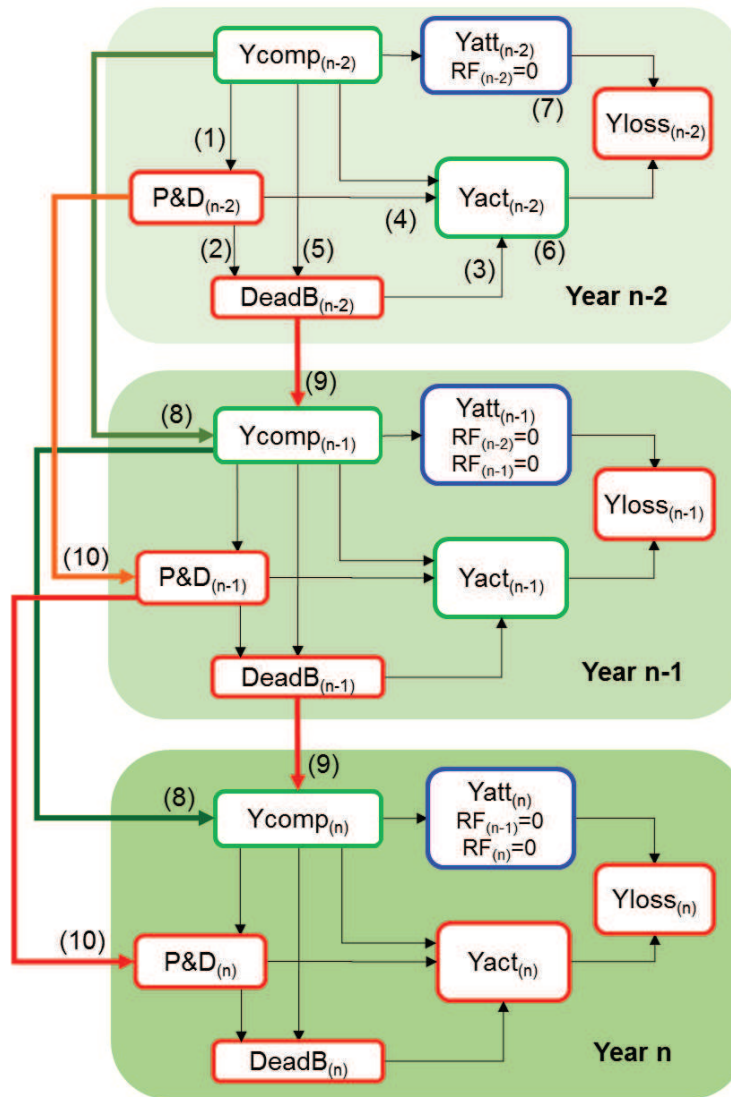 Ycomp(n-2)
Yatt(n-2)
RF(n-2)=0
(7)
Yloss(n-2)
(1)
P&D(n-2)
(4)
Yact(n-2)
(6)
(2)
(5)
(3)
DeadB(n-2)
Year n-2
(9)
(8)
Ycomp(n-1)
Yatt(n-1)
RF(n-2)=0
RF(n-1)=0
Yloss(n-1)
(10)
P&D(n-1)
Yact(n-1)
DeadB(n-1)
Year n-1
(9)
(8)
Ycomp(n)
Yatt(n)
RF(n-1)=0
RF(n)=0
Yloss(n)
(10)
P&D(n)
Yact(n)
DeadB(n)
Year n